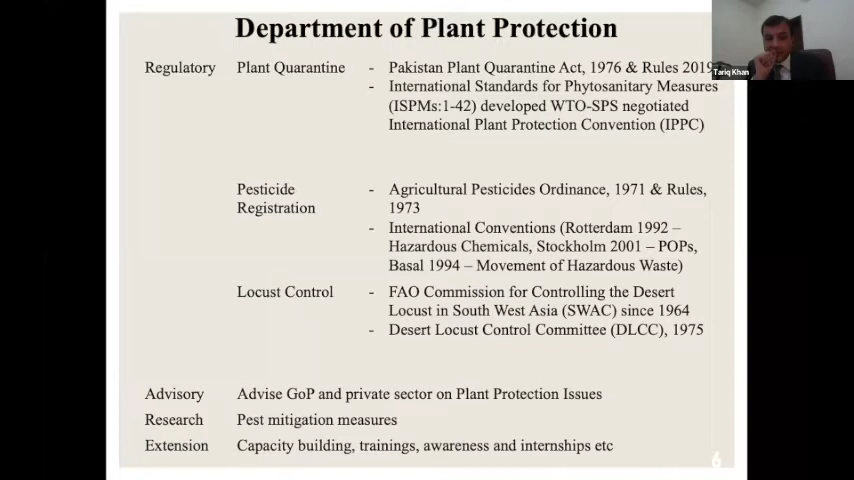 Department of Plant Protection
Regulatory Plant Quarantine - Pakistan Plant Quarantine Act, 1976 & Rules 2019
- International Standards for Phytosanitary Measures
(ISPMs:1-42) developed WTO-SPS negotiated
International Plant Protection Convention (IPPC)
Pesticide - Agricultural Pesticides Ordinance, 1971 & Rules,
Registration 1973
- International Conventions (Rotterdam 1992 –
Hazardous Chemicals, Stockholm 2001 – POPs,
Basal 1994 – Movement of Hazardous Waste)
Locust Control - FAO Commission for Controlling the Desert
Locust in South West Asia (SWAC) since 1964
- Desert Locust Control Committee (DLCC), 1975
Advisory Advise GoP and private sector on Plant Protection Issues
Research Pest mitigation measures
Extension Capacity building, trainings, awareness and internships etc
6
Tariq Khan